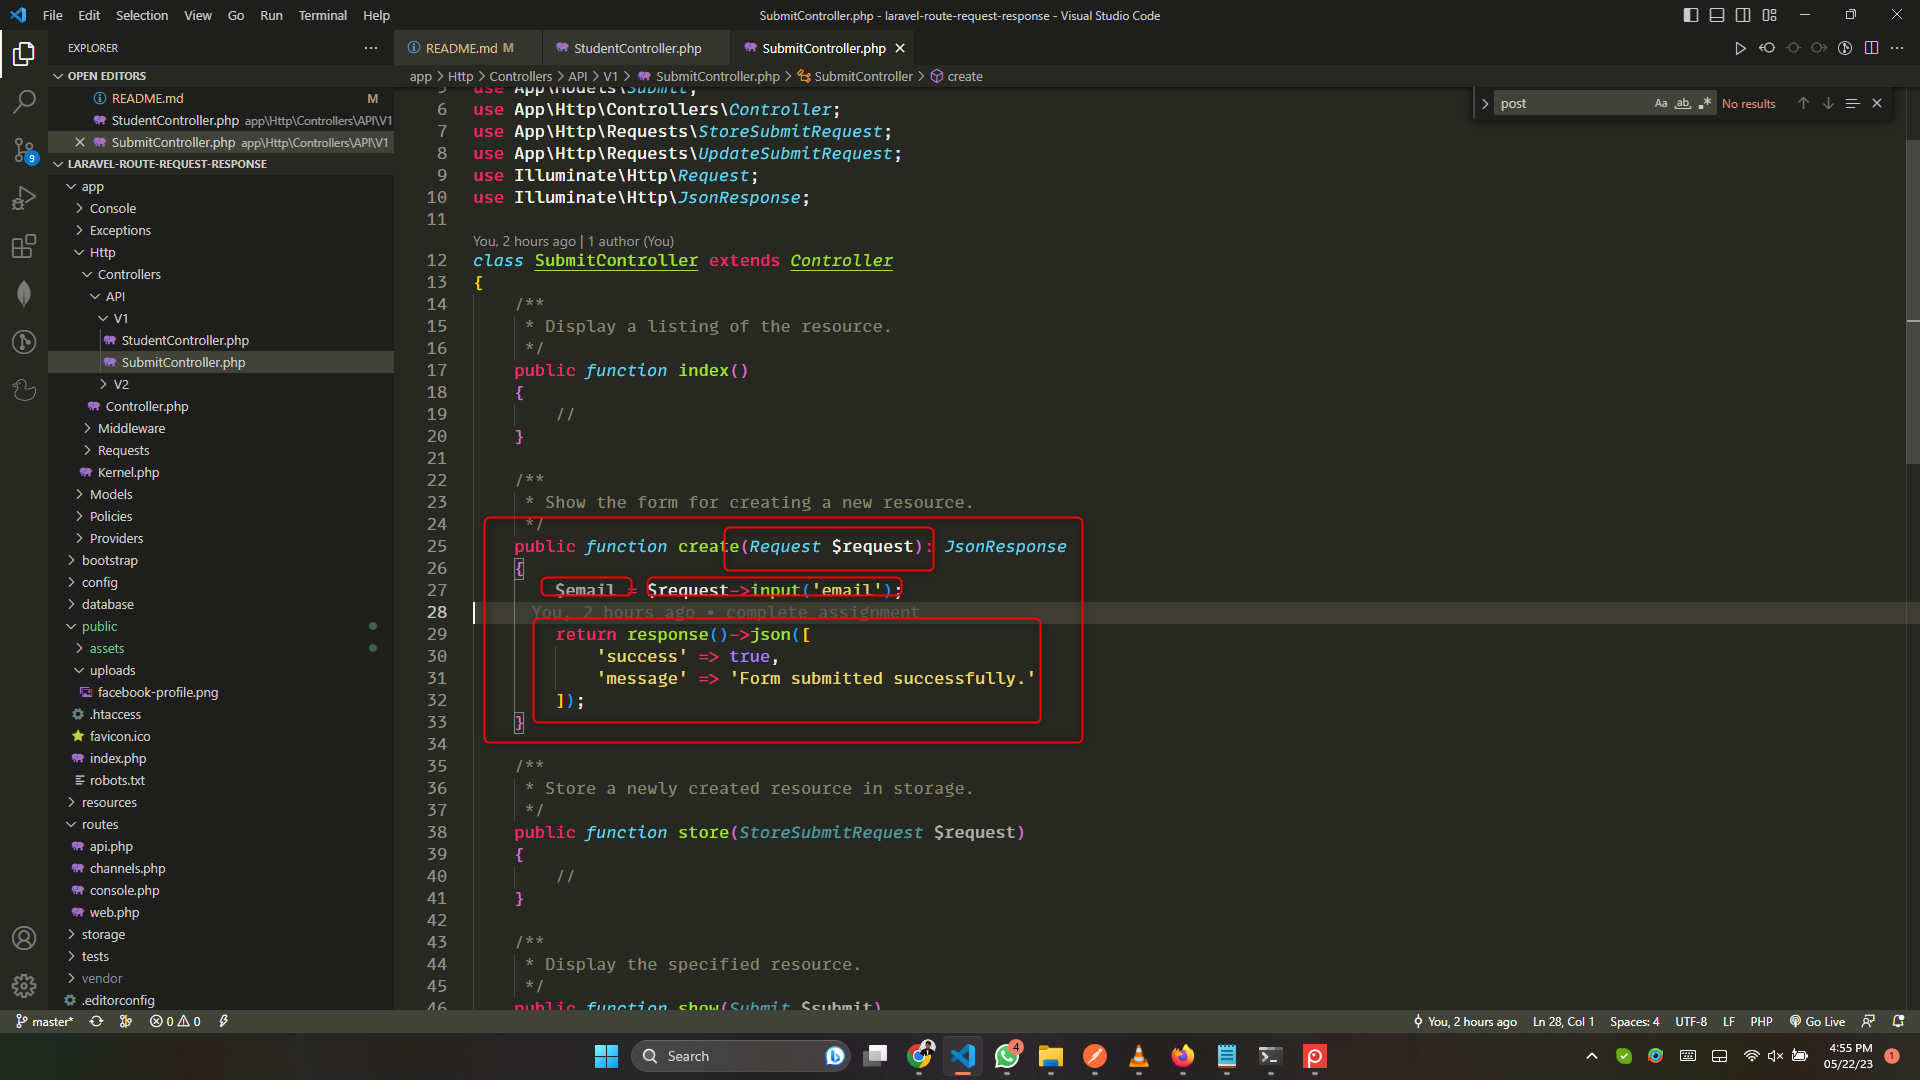 File Edit Selection View Go Run Terminal Help
SubmitController.php - laravel-route-request-response - Visual Studio Code
EXPLORER
OPEN EDITORS
README.md M
StudentController.php app\Http\Controllers\API\V1
SubmitController.php app\Http\Controllers\API\V1
LARAVEL-ROUTE-REQUEST-RESPONSE
app
Console
Exceptions
Http
Controllers
API
V1
StudentController.php
SubmitController.php
V2
Controller.php
Middleware
Requests
Kernel.php
Models
Policies
Providers
bootstrap
config
database
public
assets
uploads
facebook-profile.png
.htaccess
favicon.ico
index.php
robots.txt
resources
routes
api.php
channels.php
console.php
web.php
storage
tests
vendor
.editorconfig
9
README.md M StudentController.php SubmitController.php
app > Http > Controllers > API > V1 > SubmitController.php > SubmitController > create
post Aa ab .* No results
5 use App\Models\Submit;
6 use App\Http\Controllers\Controller;
7 use App\Http\Requests\StoreSubmitRequest;
8 use App\Http\Requests\UpdateSubmitRequest;
9 use Illuminate\Http\Request;
10 use Illuminate\Http\JsonResponse;
11
You, 2 hours ago | 1 author (You)
12 class SubmitController extends Controller
13 {
14 /**
15 * Display a listing of the resource.
16 */
17 public function index()
18 {
19 //
20 }
21
22 /**
23 * Show the form for creating a new resource.
24 */
25 public function create(Request $request): JsonResponse
26 {
27 $email = $request->input('email');
28 You, 2 hours ago • complete assignment
29 return response()->json([
30 'success' => true,
31 'message' => 'Form submitted successfully.'
32 ]);
33 }
34
35 /**
36 * Store a newly created resource in storage.
37 */
38 public function store(StoreSubmitRequest $request)
39 {
40 //
41 }
42
43 /**
44 * Display the specified resource.
45 */
46 public function show(Submit $submit)
master* 0 0 You, 2 hours ago Ln 28, Col 1 Spaces: 4 UTF-8 LF PHP Go Live
Search
4
4:55 PM
05/22/23
1